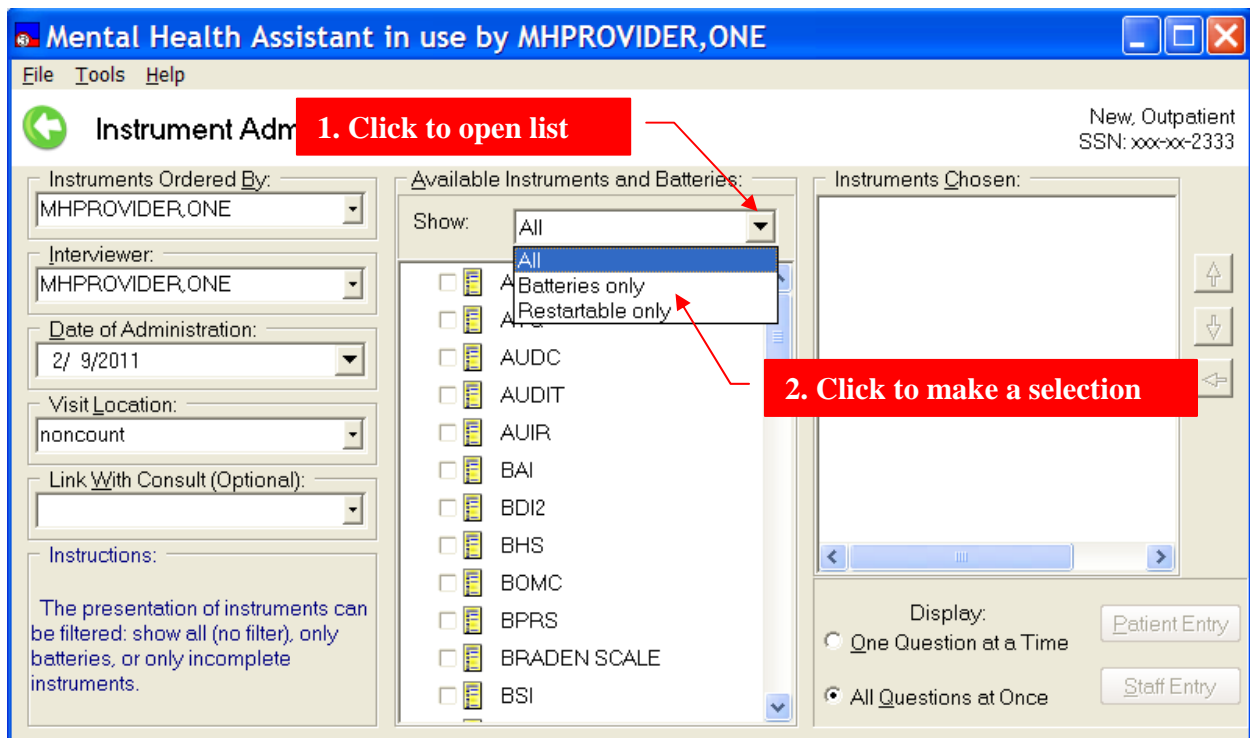 Mental Health Assistant in use by MHPROVIDER,ONE
File Tools Help
Instrument Adm
1. Click to open list
New, Outpatient
SSN: xxx-xx-2333
Instruments Ordered By:
MHPROVIDER,ONE
Interviewer:
MHPROVIDER,ONE
Date of Administration:
2/ 9/2011
Visit Location:
noncount
Link With Consult (Optional):
Instructions:
The presentation of instruments can
be filtered: show all (no filter), only
batteries, or only incomplete
instruments.
Available Instruments and Batteries:
Show: All
All
Batteries only
Restartable only
AUDC
AUDIT
AUIR
BAI
BDI2
BHS
BOMC
BPRS
BRADEN SCALE
BSI
2. Click to make a selection
Instruments Chosen:
Display:
One Question at a Time
All Questions at Once
Patient Entry
Staff Entry